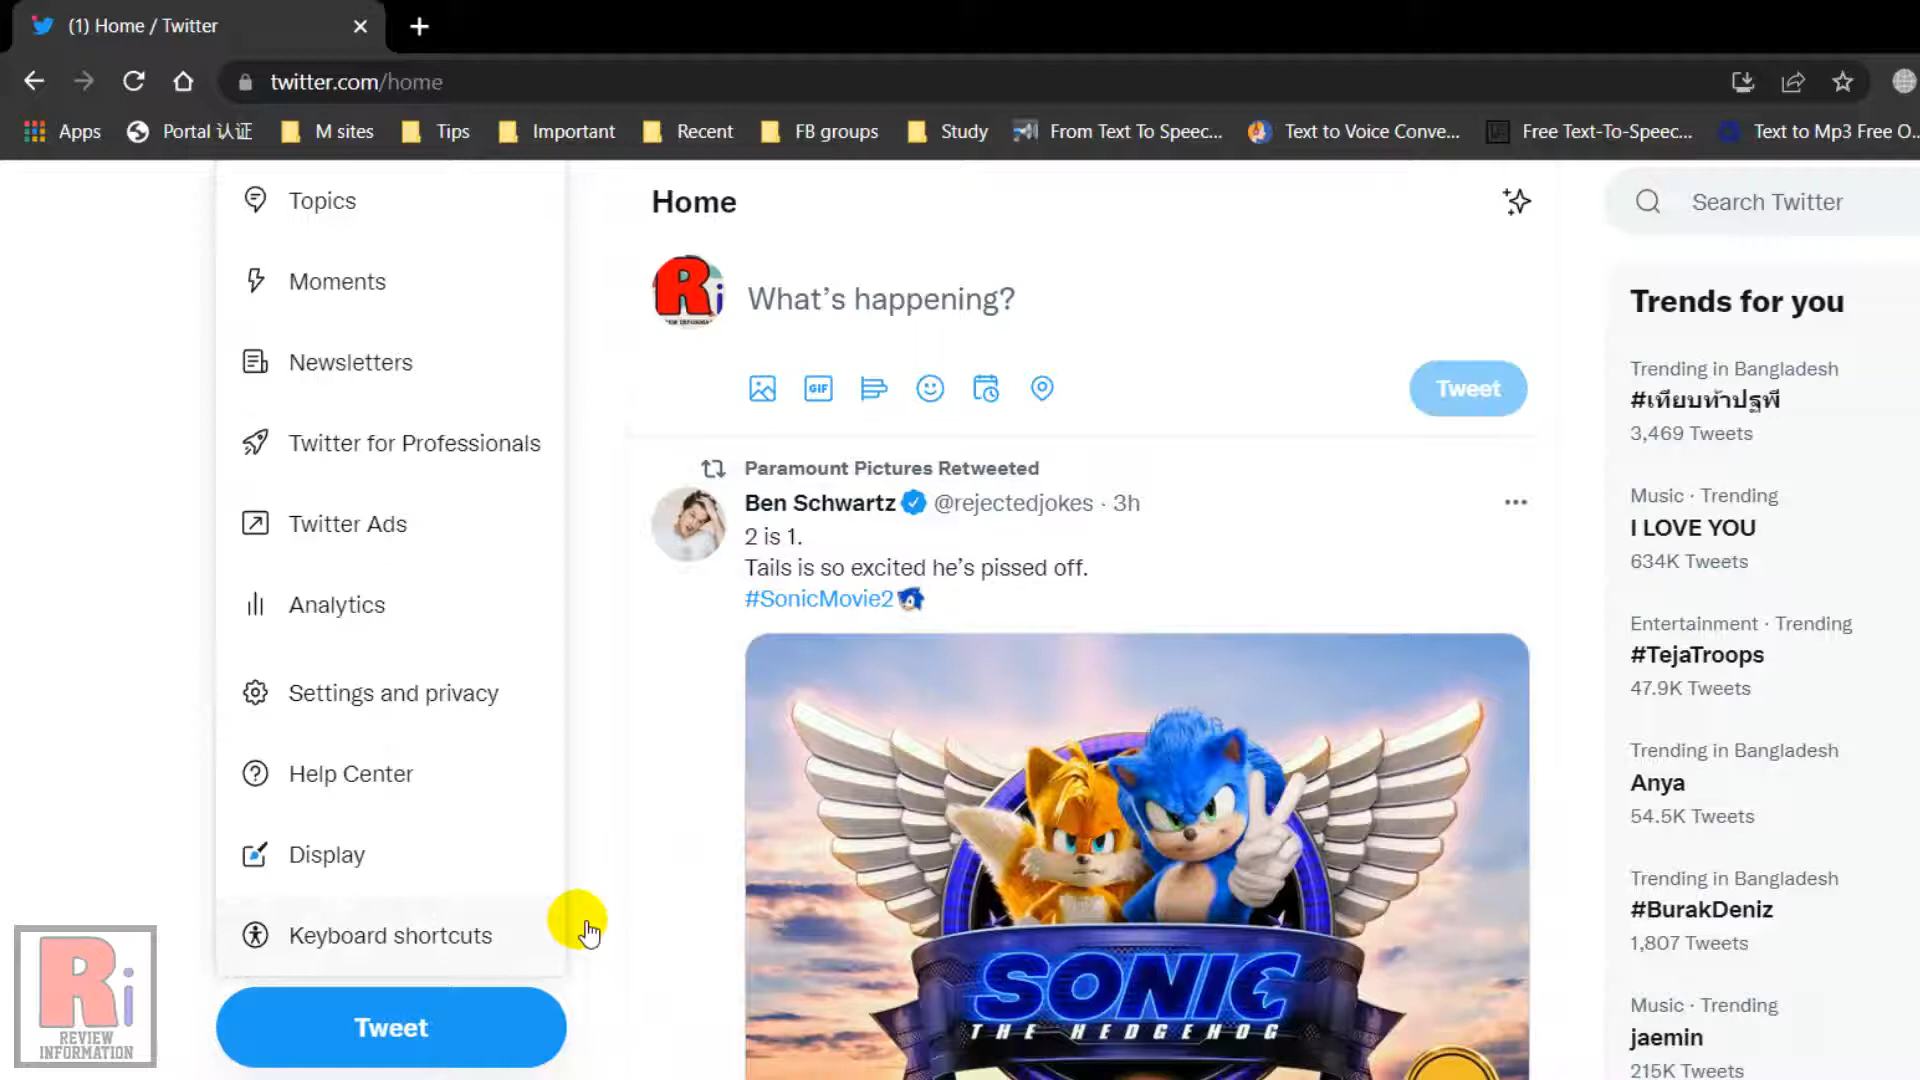 (1) Home / Twitter
twitter.com/home
Apps
Portal 认证
M sites
Tips
Important
Recent
FB groups
Study
From Text To Speec...
Text to Voice Conve...
Free Text-To-Speec...
Text to Mp3 Free O...
Topics
Moments
Newsletters
Twitter for Professionals
Twitter Ads
Analytics
Settings and privacy
Help Center
Display
Keyboard shortcuts
Tweet
Home
Ri
What's happening?
GIF
Tweet
Paramount Pictures Retweeted
Ben Schwartz @rejectedjokes · 3h
2 is 1.
Tails is so excited he's pissed off.
#SonicMovie2
SONIC
THE HEDGEHOG
Search Twitter
Trends for you
Trending in Bangladesh
#เทียบท้าปฐพี
3,469 Tweets
Music · Trending
I LOVE YOU
634K Tweets
Entertainment · Trending
#TejaTroops
47.9K Tweets
Trending in Bangladesh
Anya
54.5K Tweets
Trending in Bangladesh
#BurakDeniz
1,807 Tweets
Music · Trending
jaemin
215K Tweets
Ri
REVIEW
INFORMATION